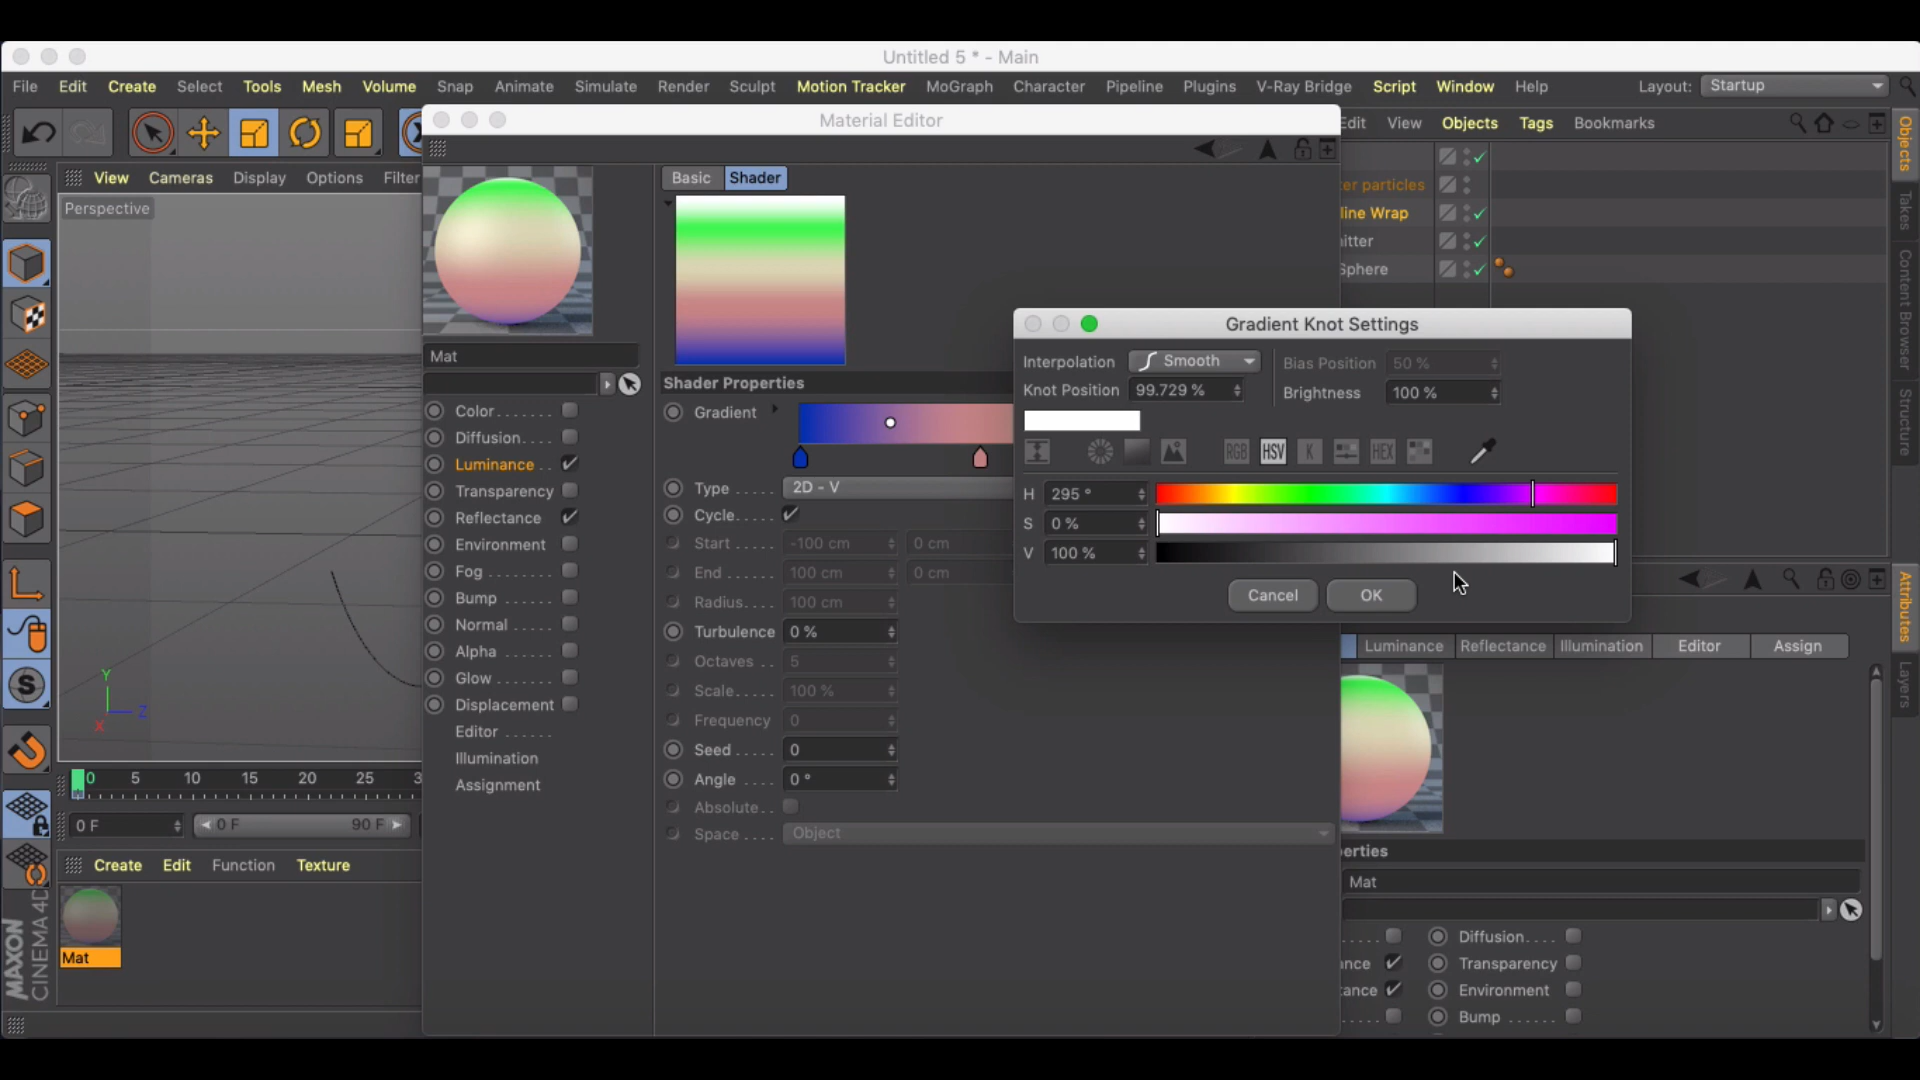 Untitled 5 * - Main
File Edit Create Select Tools Mesh Volume Snap Animate Simulate Render Sculpt Motion Tracker MoGraph Character Pipeline Plugins V-Ray Bridge Script Window Help Layout: Startup
Material Editor
Edit View Objects Tags Bookmarks
View Cameras Display Options Filter
Perspective
Basic Shader
er particles
line Wrap
itter
Sphere
Objects
Takes
Content Browser
Structure
Gradient Knot Settings
Interpolation Smooth Bias Position 50 %
Knot Position 99.729 % Brightness 100 %
RGB HSV K HEX
H 295 °
S 0 %
V 100 %
Cancel OK
Mat
Shader Properties
Color.......
Diffusion....
Luminance ..
Transparency
Reflectance
Environment
Fog .......
Bump ......
Normal .....
Alpha ......
Glow .......
Displacement
Editor ......
Illumination
Assignment
Gradient
Type ..... 2D - V
Cycle.....
Start ..... -100 cm 0 cm
End ...... 100 cm 0 cm
Radius.... 100 cm
Turbulence 0 %
Octaves .. 5
Scale..... 100 %
Frequency 0
Seed ..... 0
Angle .... 0 °
Absolute..
Space .... Object
Luminance Reflectance Illumination Editor Assign
Attributes
Layers
erties
Mat
..... Diffusion....
nce Transparency
ance Environment
..... Bump ......
Y
Z
X
0 5 10 15 20 25 3
0 F 0 F 90 F
Create Edit Function Texture
Mat
MAXON
CINEMA 4D